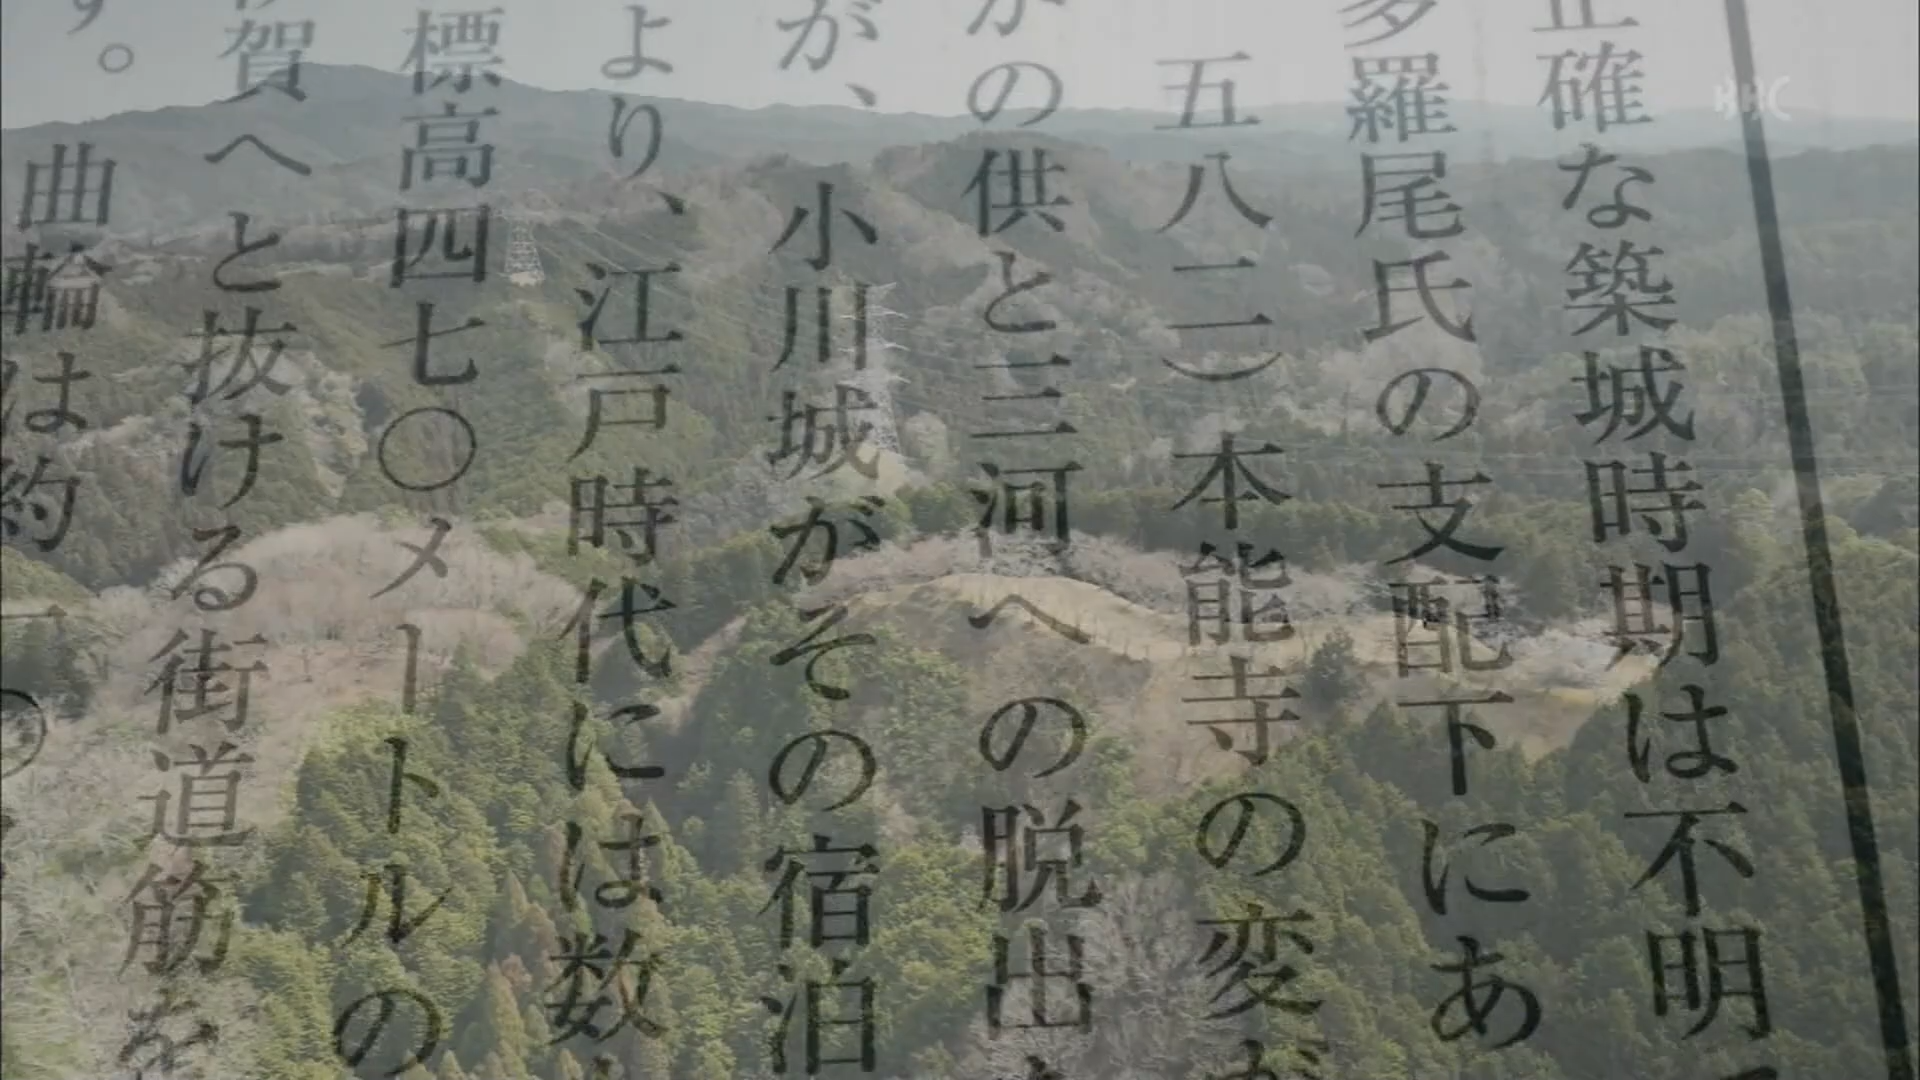 正確な築城時期は不明
多羅尾氏の支配下にあ
五八二）本能寺の変が
かの供と三河への脱出
が、小川城がその宿泊
より、江戸時代には数
標高四七〇メートルの
賀へと抜ける街道筋を
す。曲輪は約